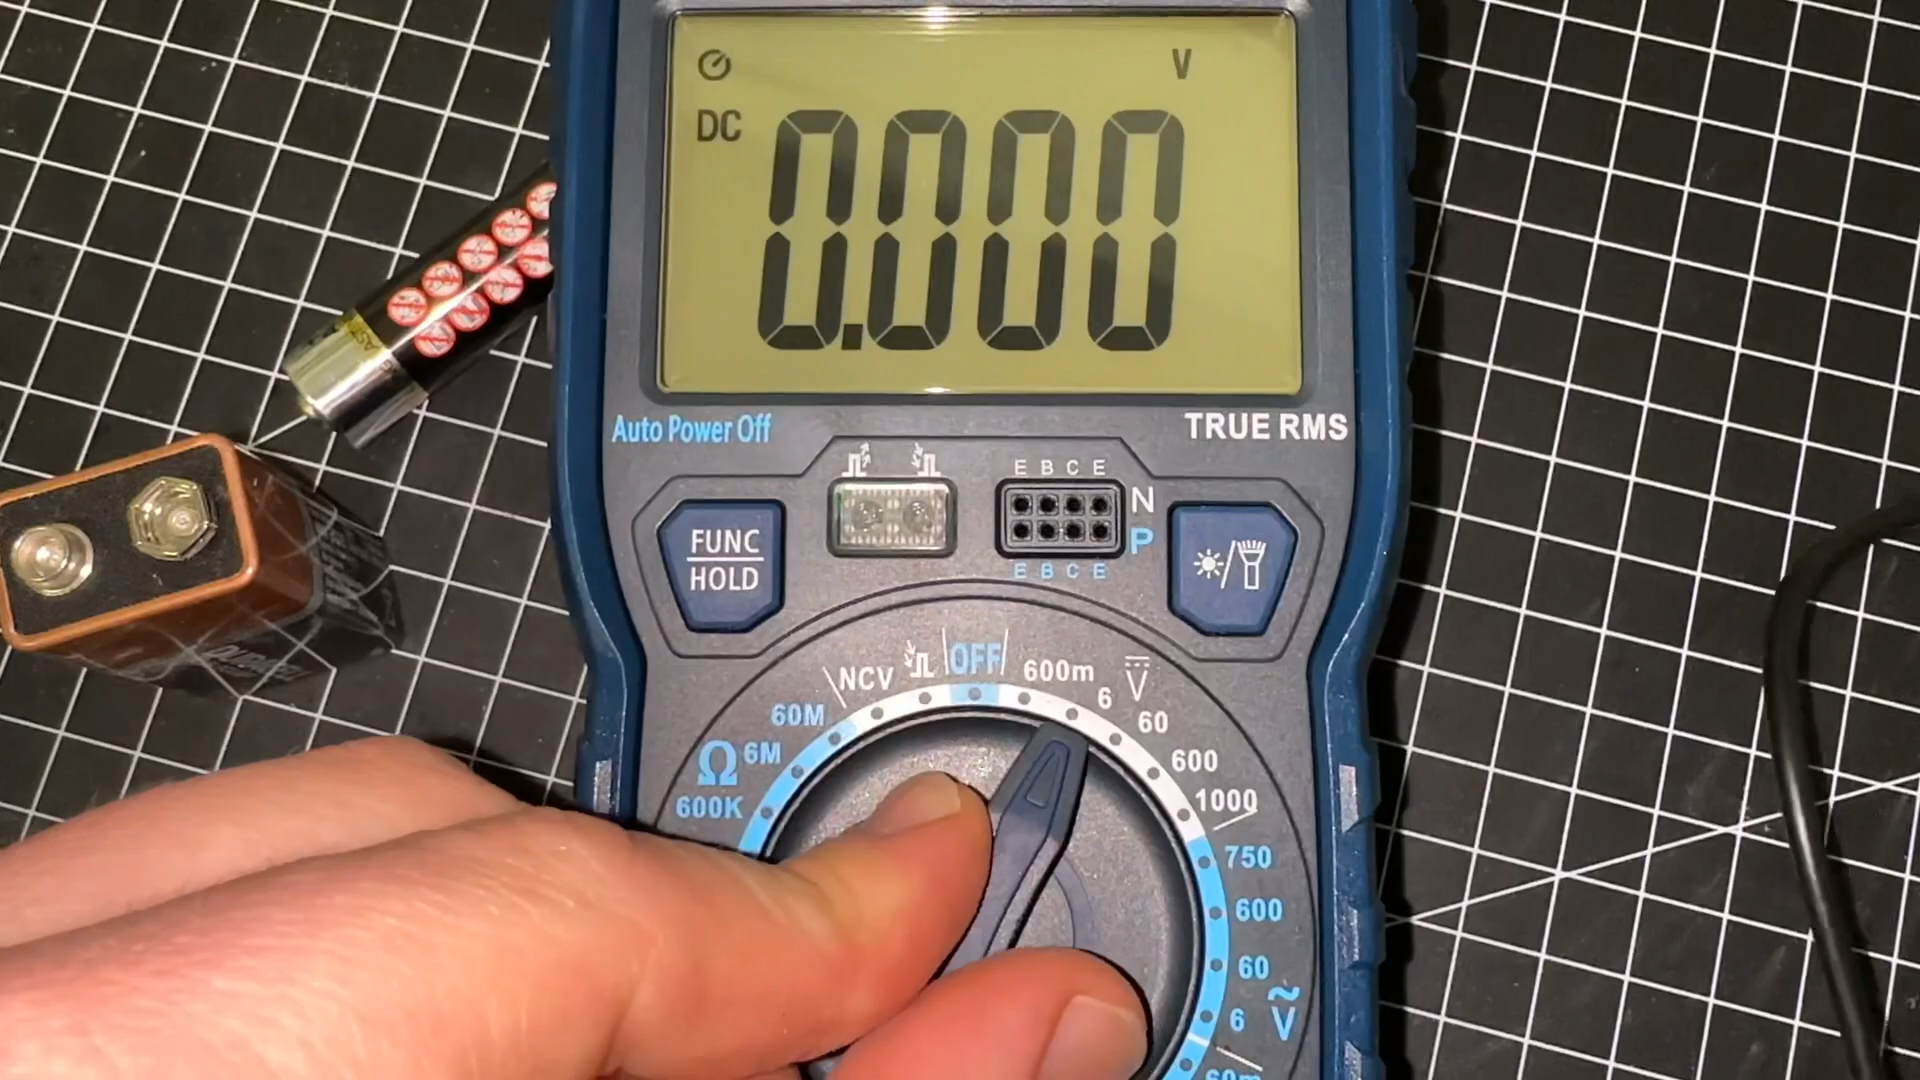 V
DC
0.000
Auto Power Off
TRUE RMS
E B C E
N
P
E B C E
FUNC
HOLD
NCV
OFF
600m
6
V
60
600
1000
60M
Ω
6M
600K
750
600
60
6
V
60m